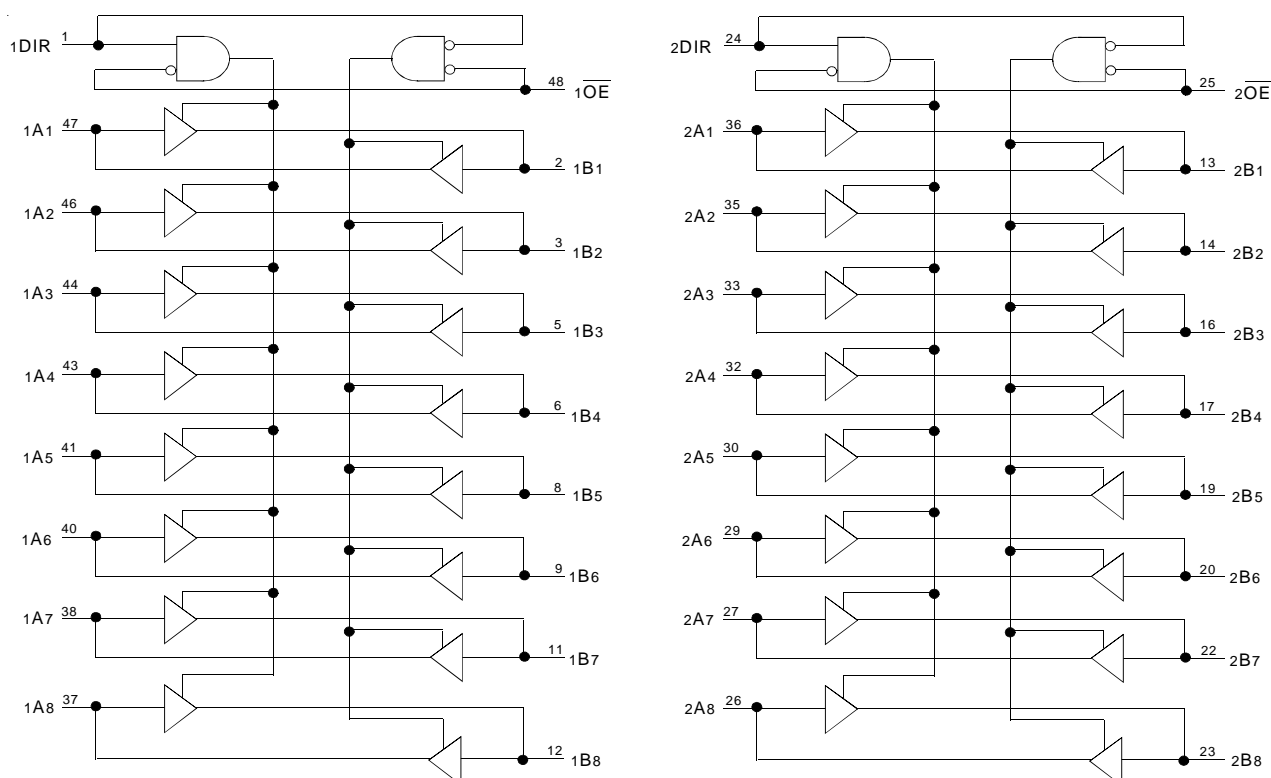 1DIR 1
48 1OE
1A1 47
2 1B1
1A2 46
3 1B2
1A3 44
5 1B3
1A4 43
6 1B4
1A5 41
8 1B5
1A6 40
9 1B6
1A7 38
11 1B7
1A8 37
12 1B8
2DIR 24
25 2OE
2A1 36
13 2B1
2A2 35
14 2B2
2A3 33
16 2B3
2A4 32
17 2B4
2A5 30
19 2B5
2A6 29
20 2B6
2A7 27
22 2B7
2A8 26
23 2B8